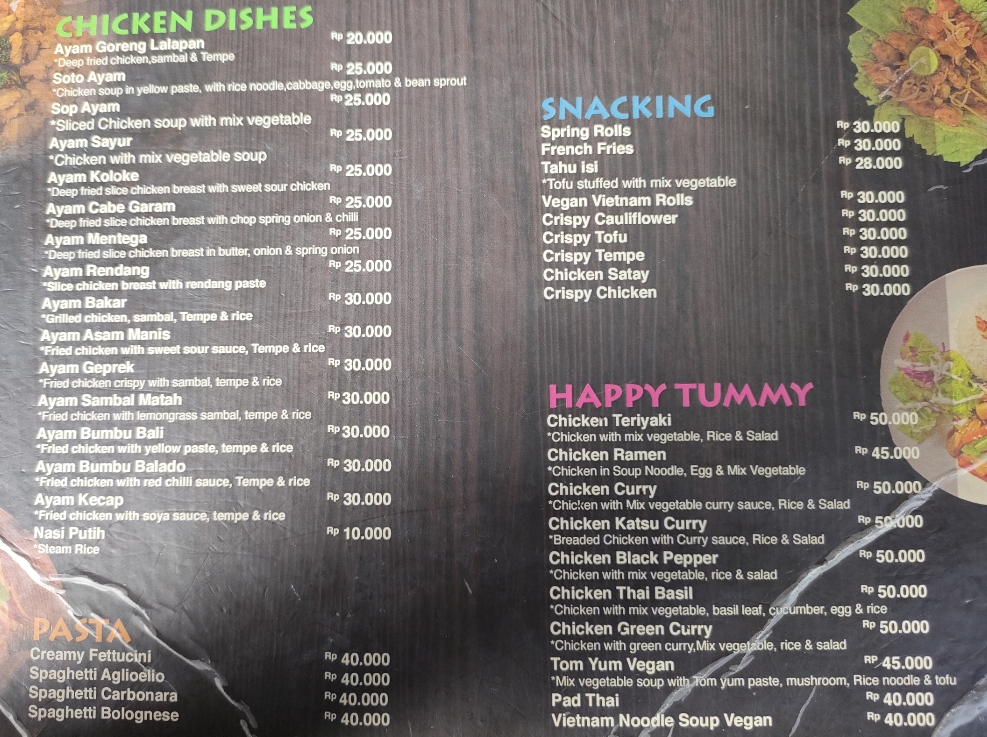 CHICKEN DISHES
Ayam Goreng Lalapan Rp 20.000
*Deep fried chicken,sambal & Tempe
Soto Ayam Rp 25.000
*Chicken soup in yellow paste, with rice noodle,cabbage,egg,tomato & bean sprout
Sop Ayam Rp 25.000
*Sliced Chicken soup with mix vegetable
Ayam Sayur Rp 25.000
*Chicken with mix vegetable soup
Ayam Koloke Rp 25.000
*Deep fried slice chicken breast with sweet sour chicken
Ayam Cabe Garam Rp 25.000
*Deep fried slice chicken breast with chop spring onion & chilli
Ayam Mentega Rp 25.000
*Deep fried slice chicken breast in butter, onion & spring onion
Ayam Rendang Rp 25.000
*Slice chicken breast with rendang paste
Ayam Bakar Rp 30.000
*Grilled chicken, sambal, Tempe & rice
Ayam Asam Manis Rp 30.000
*Fried chicken with sweet sour sauce, Tempe & rice
Ayam Geprek Rp 30.000
*Fried chicken crispy with sambal, tempe & rice
Ayam Sambal Matah Rp 30.000
*Fried chicken with lemongrass sambal, tempe & rice
Ayam Bumbu Bali Rp 30.000
*Fried chicken with yellow paste, tempe & rice
Ayam Bumbu Balado Rp 30.000
*Fried chicken with red chilli sauce, Tempe & rice
Ayam Kecap Rp 30.000
*Fried chicken with soya sauce, tempe & rice
Nasi Putih Rp 10.000
*Steam Rice
PASTA
Creamy Fettucini Rp 40.000
Spaghetti Aglioelio Rp 40.000
Spaghetti Carbonara Rp 40.000
Spaghetti Bolognese Rp 40.000
SNACKING
Spring Rolls Rp 30.000
French Fries Rp 30.000
Tahu isi Rp 28.000
*Tofu stuffed with mix vegetable
Vegan Vietnam Rolls Rp 30.000
Crispy Cauliflower Rp 30.000
Crispy Tofu Rp 30.000
Crispy Tempe Rp 30.000
Chicken Satay Rp 30.000
Crispy Chicken Rp 30.000
HAPPY TUMMY
Chicken Teriyaki Rp 50.000
*Chicken with mix vegetable, Rice & Salad
Chicken Ramen Rp 45.000
*Chicken in Soup Noodle, Egg & Mix Vegetable
Chicken Curry Rp 50.000
*Chicken with Mix vegetable curry sauce, Rice & Salad
Chicken Katsu Curry Rp 50.000
*Breaded Chicken with Curry sauce, Rice & Salad
Chicken Black Pepper Rp 50.000
*Chicken with mix vegetable, rice & salad
Chicken Thai Basil Rp 50.000
*Chicken with mix vegetable, basil leaf, cucumber, egg & rice
Chicken Green Curry Rp 50.000
*Chicken with green curry,Mix vegetable, rice & salad
Tom Yum Vegan RP 45.000
*Mix vegetable soup with Tom yum paste, mushroom, Rice noodle & tofu
Pad Thai Rp 40.000
Vietnam Noodle Soup Vegan Rp 40.000